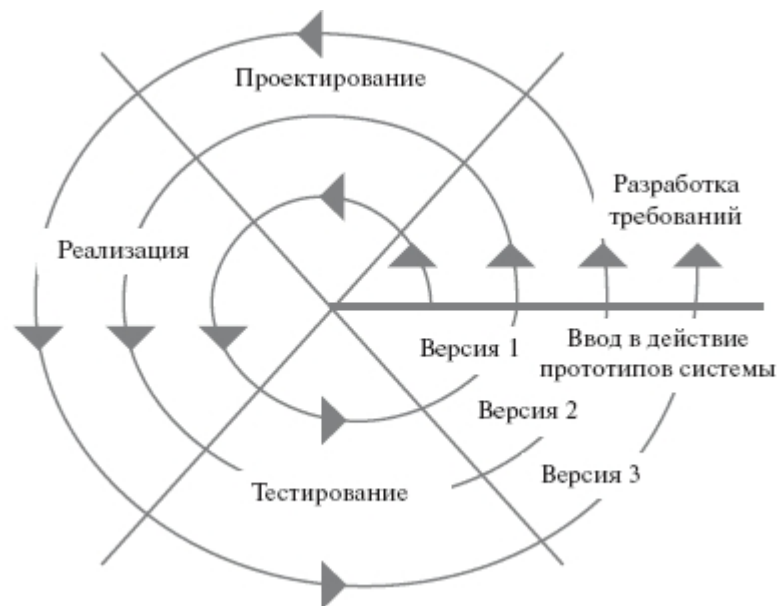 Проектирование
Разработка
требований
Реализация
Версия 1
Ввод в действие
прототипов системы
Версия 2
Версия 3
Тестирование